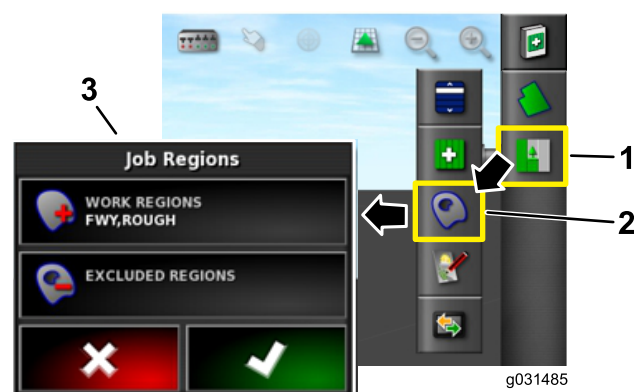 3
Job Regions
WORK REGIONS
FWY,ROUGH
EXCLUDED REGIONS
1
2
g031485